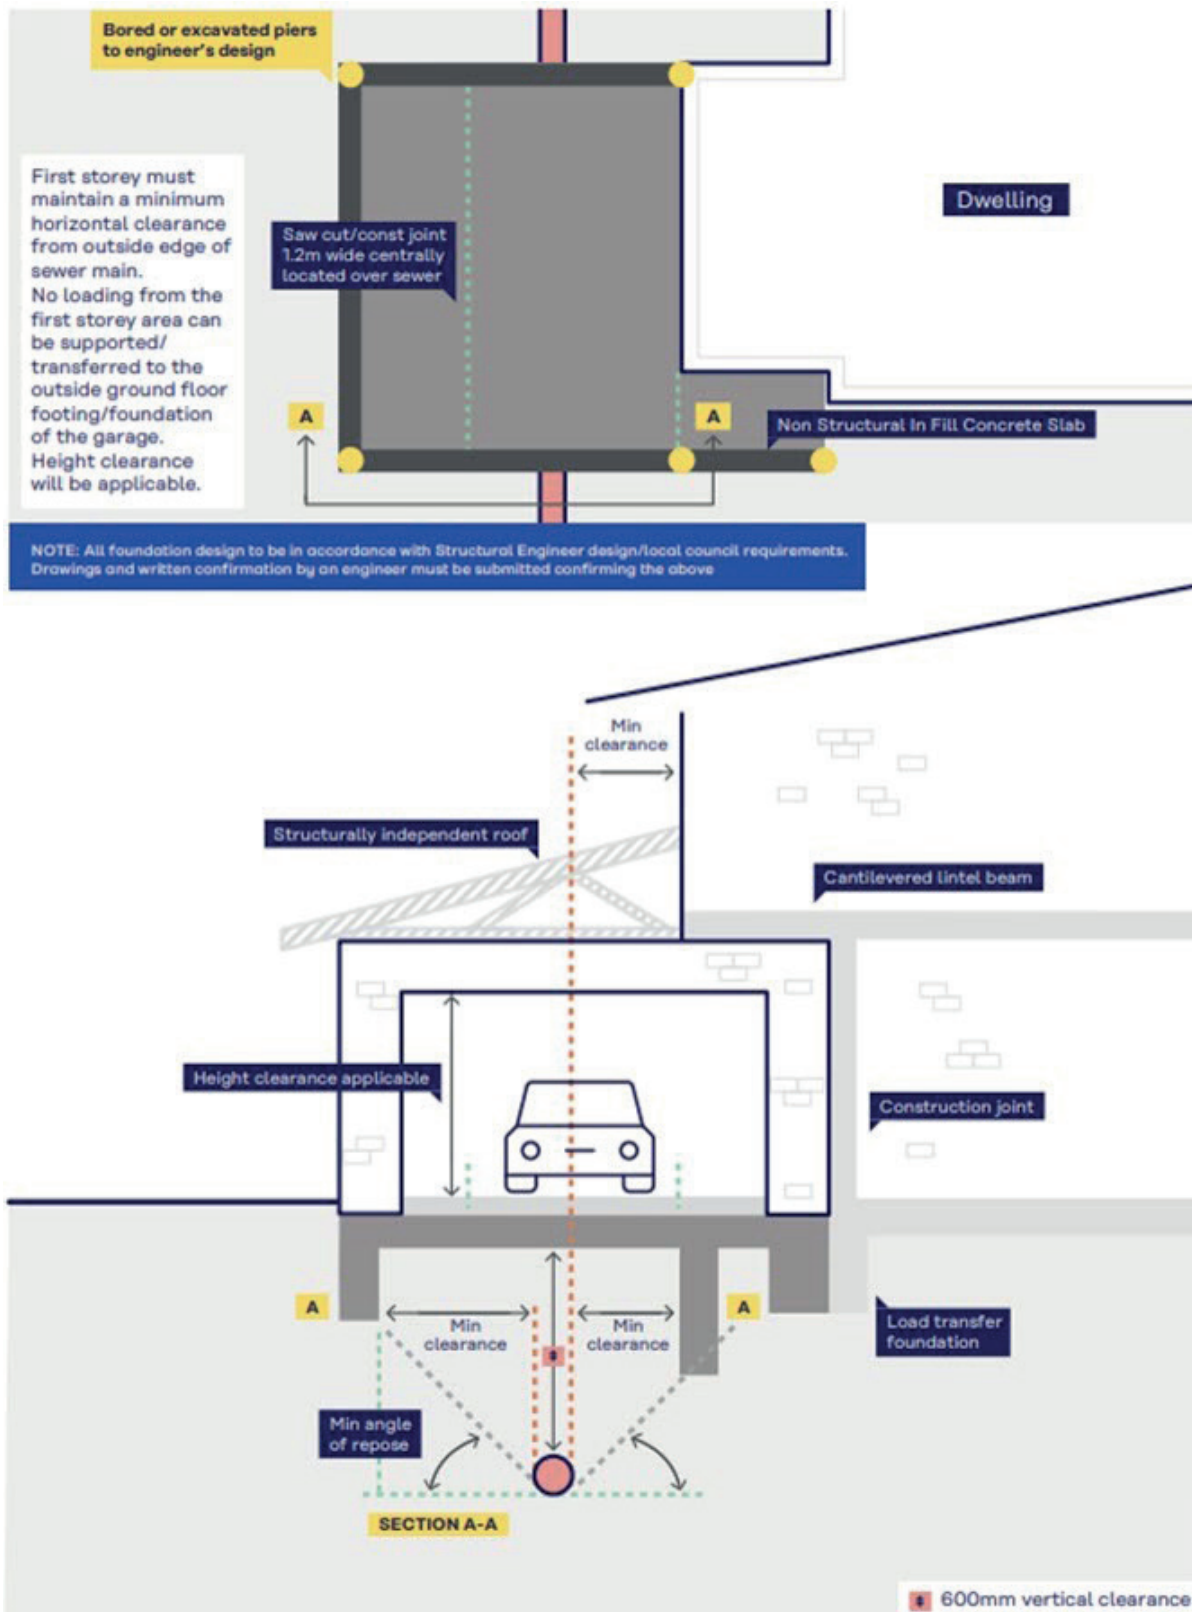 Bored or excavated piers
to engineer's design
First storey must
maintain a minimum
horizontal clearance
from outside edge of
sewer main.
No loading from the
first storey area can
be supported/
transferred to the
outside ground floor
footing/foundation
of the garage.
Height clearance
will be applicable.
Dwelling
Saw cut/const joint
1.2m wide centrally
located over sewer
A
A
Non Structural In Fill Concrete Slab
NOTE: All foundation design to be in accordance with Structural Engineer design/local council requirements.
Drawings and written confirmation by an engineer must be submitted confirming the above
Min
clearance
Structurally independent roof
Cantilevered lintel beam
Height clearance applicable
Construction joint
A
A
Min
clearance
Min
clearance
Load transfer
foundation
Min angle
of repose
SECTION A-A
600mm vertical clearance